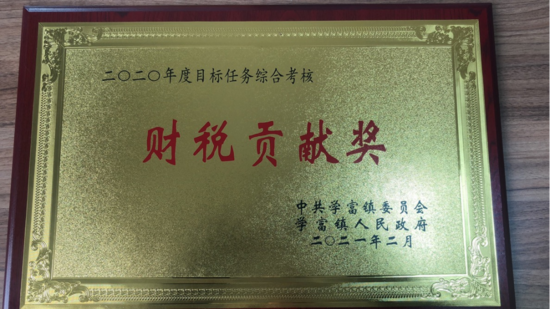 二〇二〇年度目标任务综合考核
财税贡献奖
中共学富镇委员会
学富镇人民政府
二〇二一年二月